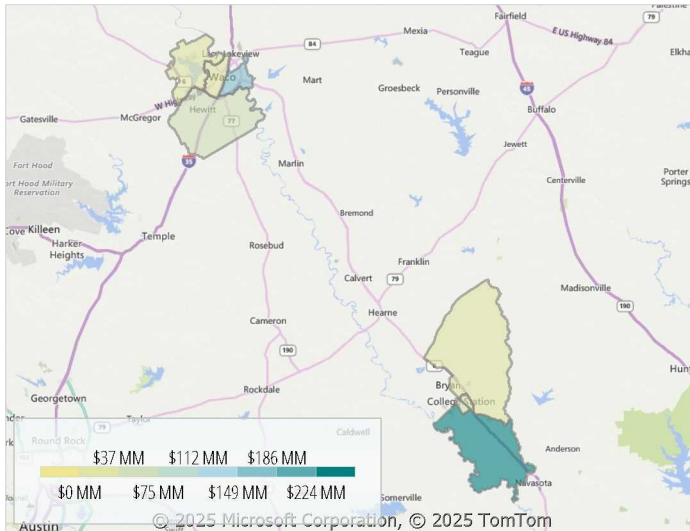 Fairfield
79
E US Highway 84
Mexia
84
Teague
Lakeview
Waco
6
Mart
Groesbeck
Personville
45
Buffalo
W High
Hewitt
77
Gatesville
McGregor
Jewett
35
Marlin
Fort Hood
Fort Hood Military
Reservation
Centerville
Porter
Springs
Bremond
Killeen
Harker
Heights
Temple
Rosebud
Franklin
Calvert
79
Madisonville
190
Hearne
Cameron
190
Bryan
College Station
Rockdale
Georgetown
Taylor
79
Round Rock
Caldwell
Anderson
Navasota
Somerville
Austin
$37 MM $112 MM $186 MM
$0 MM $75 MM $149 MM $224 MM
© 2025 Microsoft Corporation, © 2025 TomTom